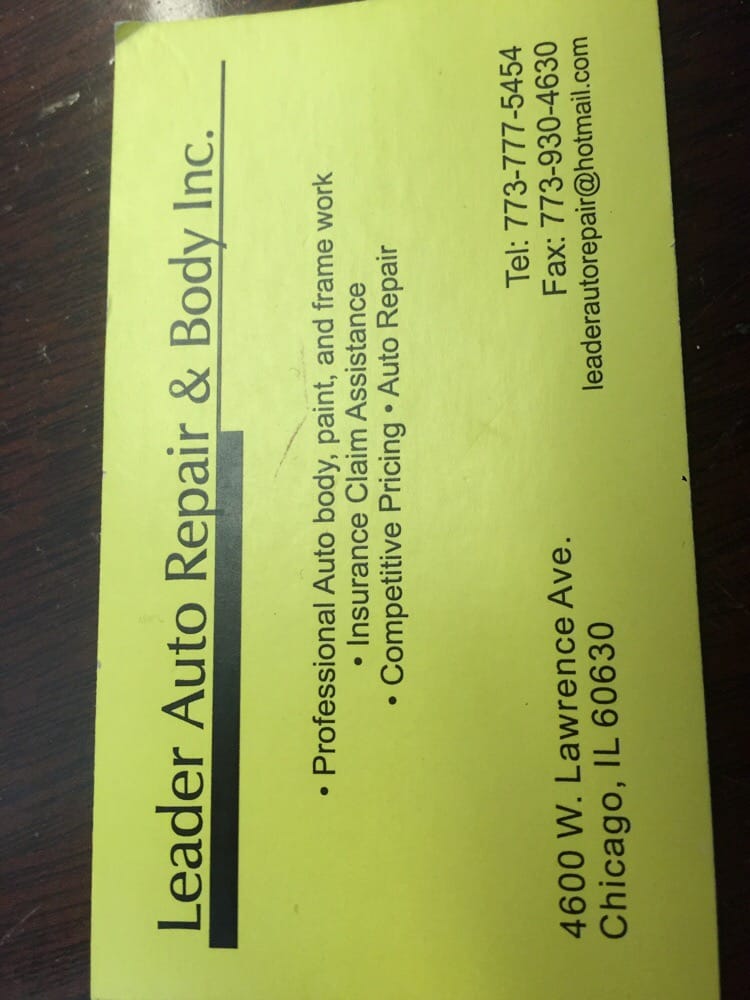 Leader Auto Repair & Body Inc.
• Professional Auto body, paint, and frame work
• Insurance Claim Assistance
• Competitive Pricing • Auto Repair
4600 W. Lawrence Ave.
Chicago, IL 60630
Tel: 773-777-5454
Fax: 773-930-4630
leaderautorepair@hotmail.com